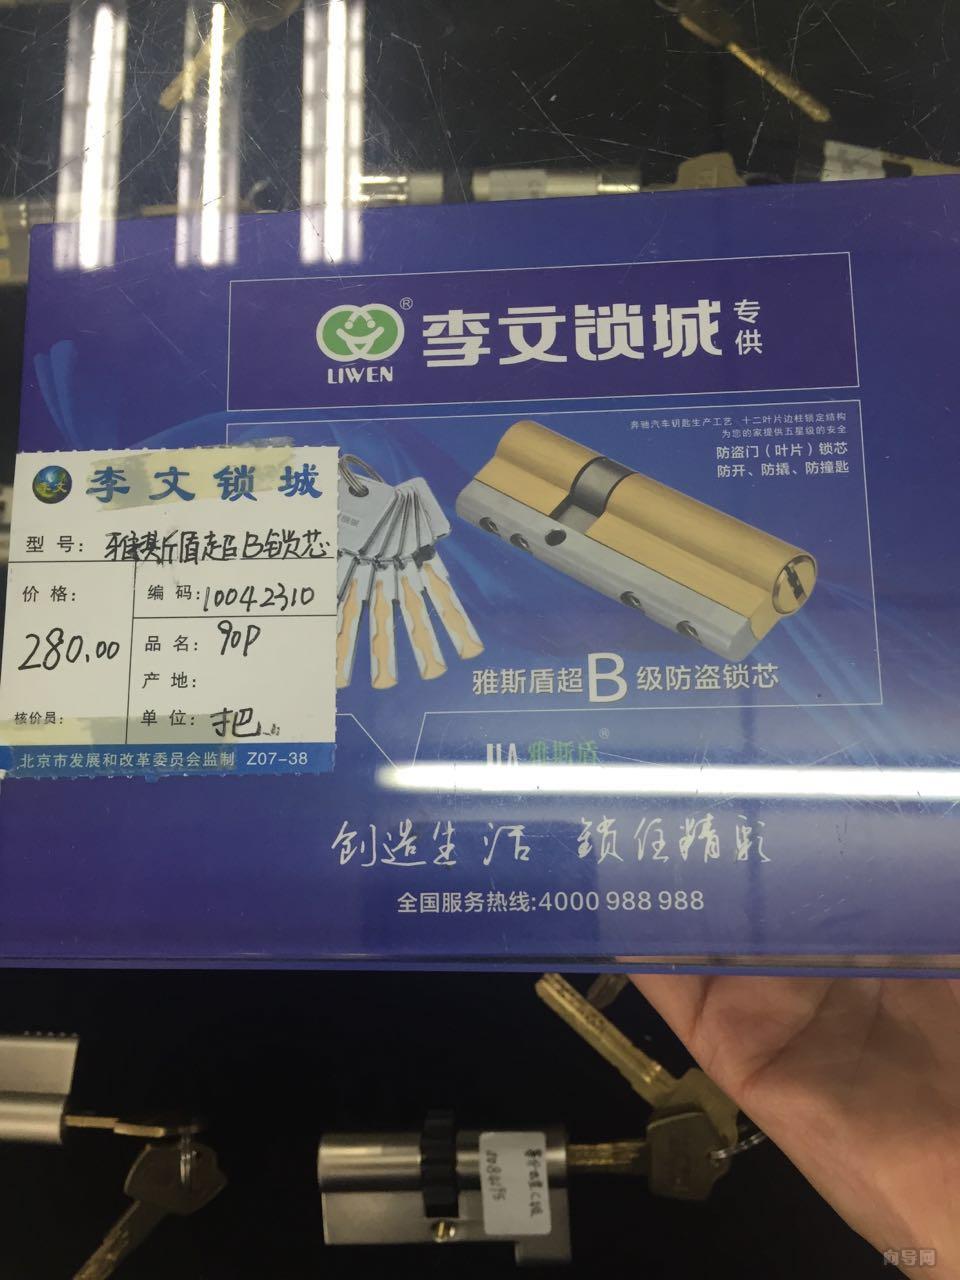 李文锁城
专供
LIWEN
奔驰汽车钥匙生产工艺 十二叶片边柱锁定结构
为您的家提供五星级的安全
防盗门（叶片）锁芯
防开、防撬、防撞匙
李文锁城
型号：雅斯盾超B锁芯
价格：
280.00
编码：10042310
品名：90P
产地：
核价员：
单位：把
北京市发展和改革委员会监制 Z07-38
雅斯盾超B级防盗锁芯
雅斯盾
创造生活 锁住精彩
全国服务热线:4000 988 988
向导网